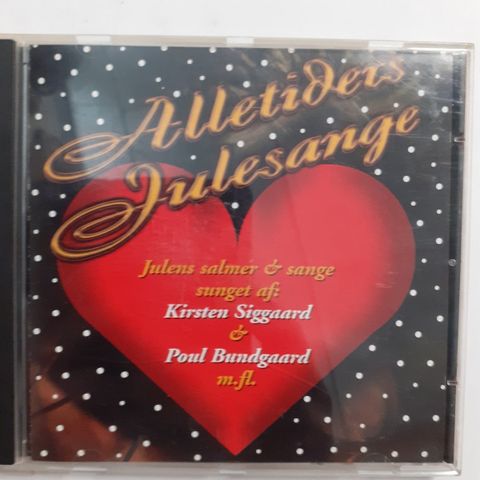 Alletiders
Julesange
Julens salmer & sange
sunget af:
Kirsten Siggaard
&
Poul Bundgaard
m.fl.